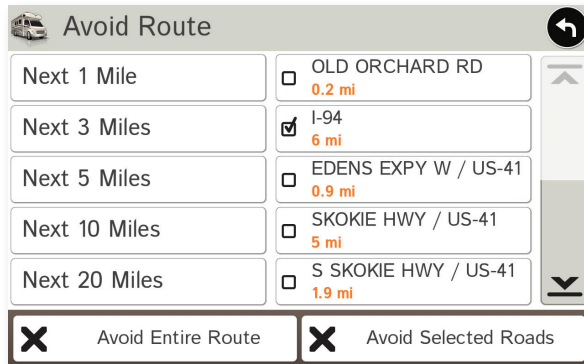 Avoid Route
Next 1 Mile
OLD ORCHARD RD
0.2 mi
Next 3 Miles
I-94
6 mi
Next 5 Miles
EDENS EXPY W / US-41
0.9 mi
Next 10 Miles
SKOKIE HWY / US-41
5 mi
Next 20 Miles
S SKOKIE HWY / US-41
1.9 mi
Avoid Entire Route
Avoid Selected Roads